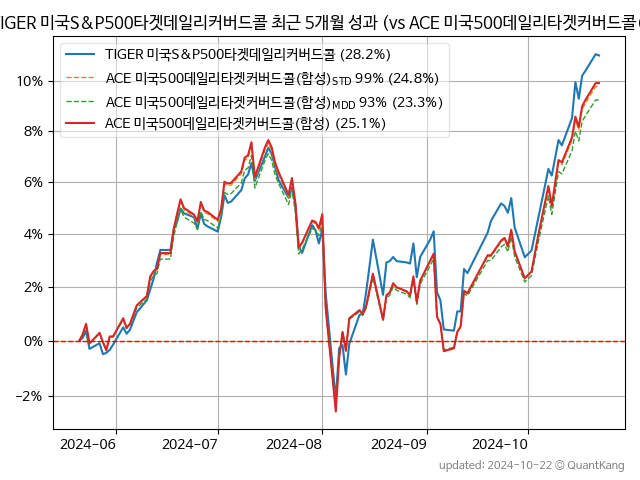 TIGER 미국S&P500타겟데일리커버드콜 최근 5개월 성과 (vs ACE 미국500데일리타겟커버드콜(
TIGER 미국S&P500타겟데일리커버드콜 (28.2%)
ACE 미국500데일리타겟커버드콜(합성)STD 99% (24.8%)
ACE 미국500데일리타겟커버드콜(합성)MDD 93% (23.3%)
ACE 미국500데일리타겟커버드콜(합성) (25.1%)
10%
8%
6%
4%
2%
0%
−2%
2024-06 2024-07 2024-08 2024-09 2024-10
updated: 2024-10-22 © QuantKang